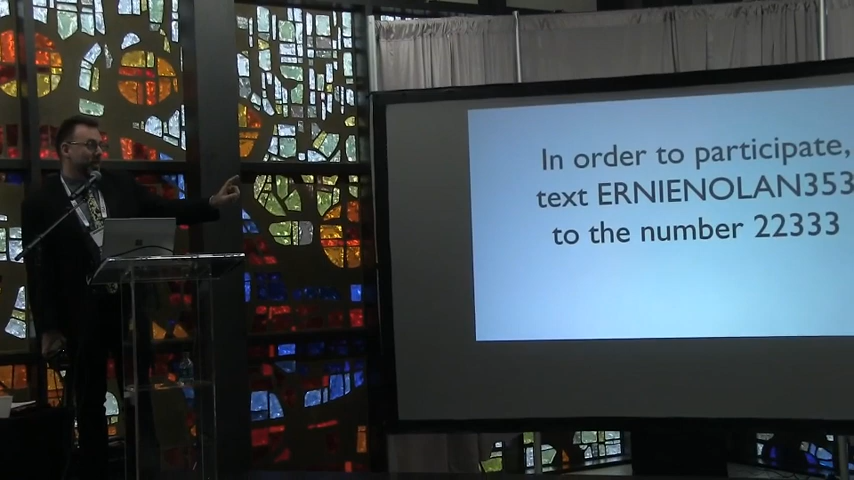 In order to participate,
text ERNIENOLAN353
to the number 22333